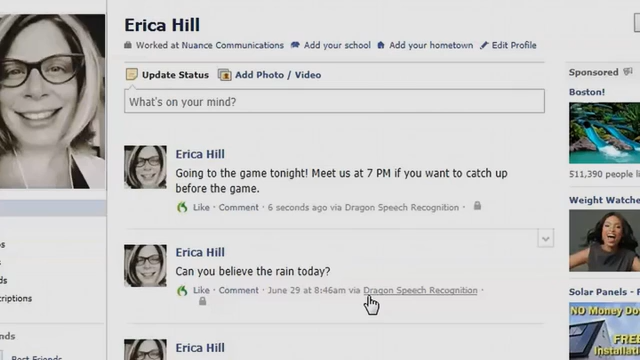 Erica Hill
Worked at Nuance Communications Add your school Add your hometown Edit Profile
Update Status Add Photo / Video
What's on your mind?
Erica Hill
Going to the game tonight! Meet us at 7 PM if you want to catch up
before the game.
Like · Comment · 6 seconds ago via Dragon Speech Recognition ·
Erica Hill
Can you believe the rain today?
Like · Comment · June 29 at 8:46am via Dragon Speech Recognition ·
Erica Hill
Sponsored
Boston!
511,390 people li
Weight Watche
Solar Panels - F
NO Money Do
FREE
Installati